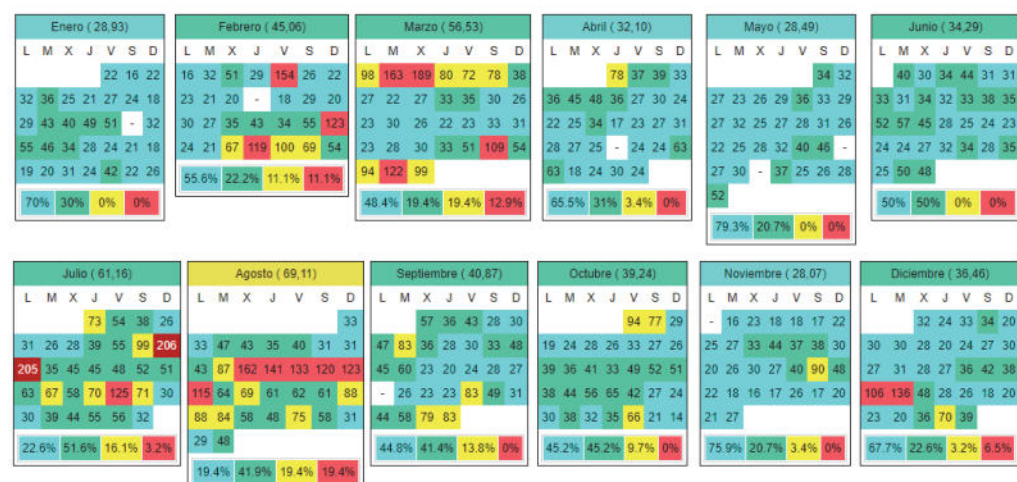 Enero ( 28,93)
L M X J V S D
22 16 22
32 36 25 21 27 24 18
29 43 40 49 51 - 32
55 46 34 28 24 21 18
19 20 31 24 42 22 26
70% 30% 0% 0%
Febrero ( 45,06)
L M X J V S D
16 32 51 29 154 26 22
23 21 20 - 18 29 20
30 27 35 43 34 55 123
24 21 67 119 100 69 54
55.6% 22.2% 11.1% 11.1%
Marzo ( 56,53)
L M X J V S D
98 163 189 80 72 78 38
27 22 27 33 35 30 26
23 30 26 22 23 33 31
23 28 30 33 51 109 54
94 122 99
48.4% 19.4% 19.4% 12.9%
Abril ( 32,10)
L M X J V S D
78 37 39 33
36 45 48 36 27 30 24
22 25 34 17 23 27 31
28 27 25 - 24 24 63
63 18 24 30 24
65.5% 31% 3.4% 0%
Mayo ( 28,49)
L M X J V S D
34 32
27 23 26 29 36 33 29
27 32 25 27 28 31 26
27 22 28 32 40 46 -
27 30 - 37 25 26 28
52
79.3% 20.7% 0% 0%
Junio ( 34,29)
L M X J V S D
40 30 34 44 31 31
33 31 34 32 33 38 35
52 57 45 28 25 24 23
24 24 27 32 34 28 35
25 50 48
50% 50% 0% 0%
Julio ( 61,16)
L M X J V S D
73 54 38 26
31 26 28 39 55 99 206
205 35 45 45 48 52 51
63 67 58 70 125 71 30
30 39 44 55 56 32
22.6% 51.6% 16.1% 3.2%
Agosto ( 69,11)
L M X J V S D
33
33 47 43 35 40 31 31
43 87 162 141 133 120 123
115 64 69 61 62 61 88
88 84 58 48 75 58 31
29 48
19.4% 41.9% 19.4% 19.4%
Septiembre ( 40,87)
L M X J V S D
57 36 43 28 30
47 83 36 28 30 33 48
45 60 23 20 24 28 27
- 26 23 23 83 49 31
44 58 79 83
44.8% 41.4% 13.8% 0%
Octubre ( 39,24)
L M X J V S D
94 77 29
19 24 28 26 33 27 26
39 36 41 33 49 52 51
38 44 56 65 42 27 24
30 38 32 35 66 21 14
45.2% 45.2% 9.7% 0%
Noviembre ( 28.07)
L M X J V S D
- 16 23 18 18 17 22
25 27 33 44 37 38 30
20 26 30 27 40 90 48
22 18 16 17 26 17 20
21 27
75.9% 20.7% 3.4% 0%
Diciembre ( 36,46)
L M X J V S D
32 24 33 34 20
30 28 20 24 27 30
30 31 27 28 36 42 38
106 136 48 28 26 18 20
23 20 36 70 39
67.7% 22.6% 3.2% 6.5%